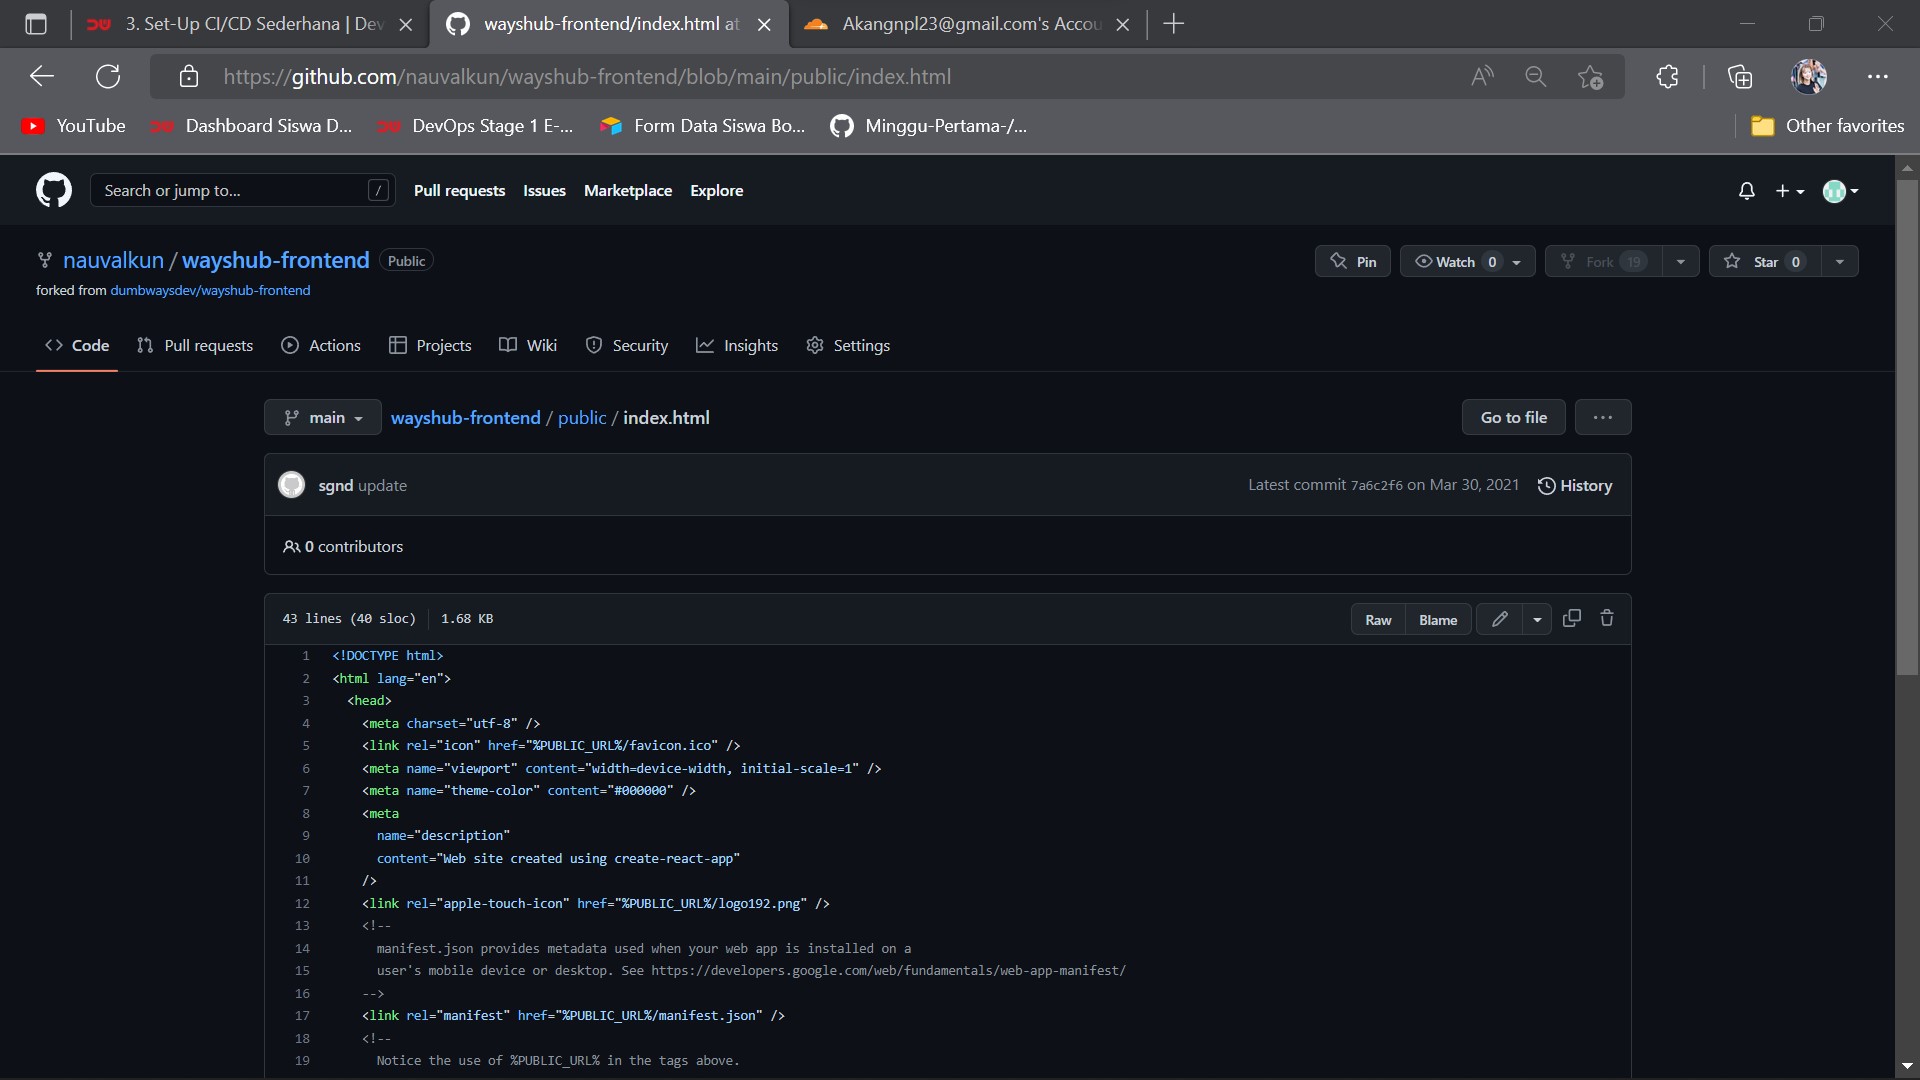 3. Set-Up CI/CD Sederhana | Dev
wayshub-frontend/index.html at
Akangnpl23@gmail.com's Accou
https://github.com/nauvalkun/wayshub-frontend/blob/main/public/index.html
YouTube
Dashboard Siswa D...
DevOps Stage 1 E-...
Form Data Siswa Bo...
Minggu-Pertama-/...
Other favorites
Search or jump to... /
Pull requests Issues Marketplace Explore
nauvalkun / wayshub-frontend Public
Pin Watch 0 Fork 19 Star 0
forked from dumbwaysdev/wayshub-frontend
Code Pull requests Actions Projects Wiki Security Insights Settings
main wayshub-frontend / public / index.html Go to file ...
sgnd update Latest commit 7a6c2f6 on Mar 30, 2021 History
0 contributors
43 lines (40 sloc) 1.68 KB Raw Blame
1 <!DOCTYPE html>
2 <html lang="en">
3 <head>
4 <meta charset="utf-8" />
5 <link rel="icon" href="%PUBLIC_URL%/favicon.ico" />
6 <meta name="viewport" content="width=device-width, initial-scale=1" />
7 <meta name="theme-color" content="#000000" />
8 <meta
9 name="description"
10 content="Web site created using create-react-app"
11 />
12 <link rel="apple-touch-icon" href="%PUBLIC_URL%/logo192.png" />
13 <!--
14 manifest.json provides metadata used when your web app is installed on a
15 user's mobile device or desktop. See https://developers.google.com/web/fundamentals/web-app-manifest/
16 -->
17 <link rel="manifest" href="%PUBLIC_URL%/manifest.json" />
18 <!--
19 Notice the use of %PUBLIC_URL% in the tags above.